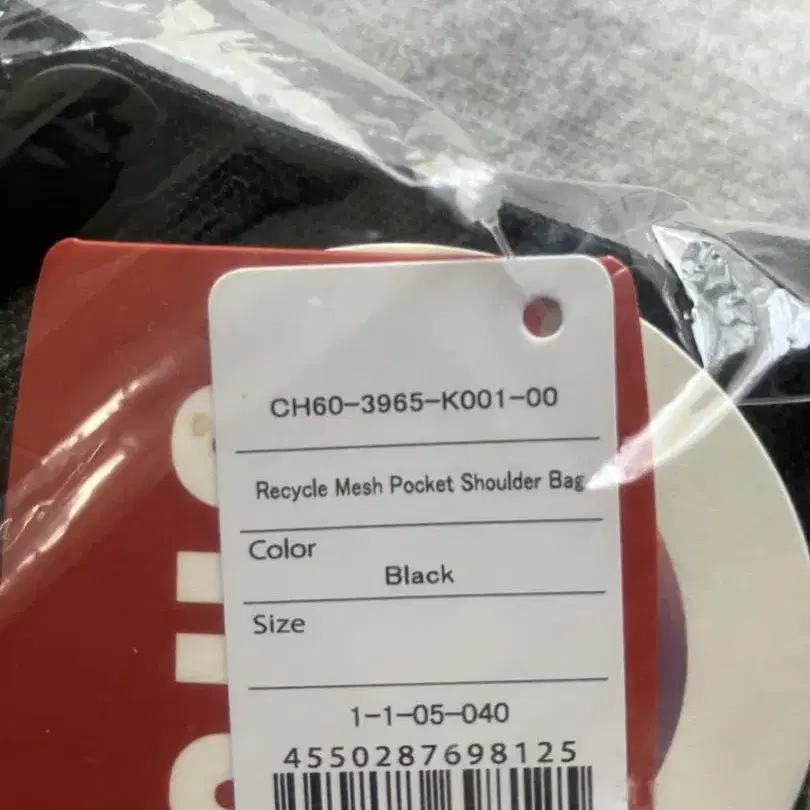 CH60-3965-K001-00
Recycle Mesh Pocket Shoulder Bag
Color
Black
Size
1-1-05-040
4550287698125